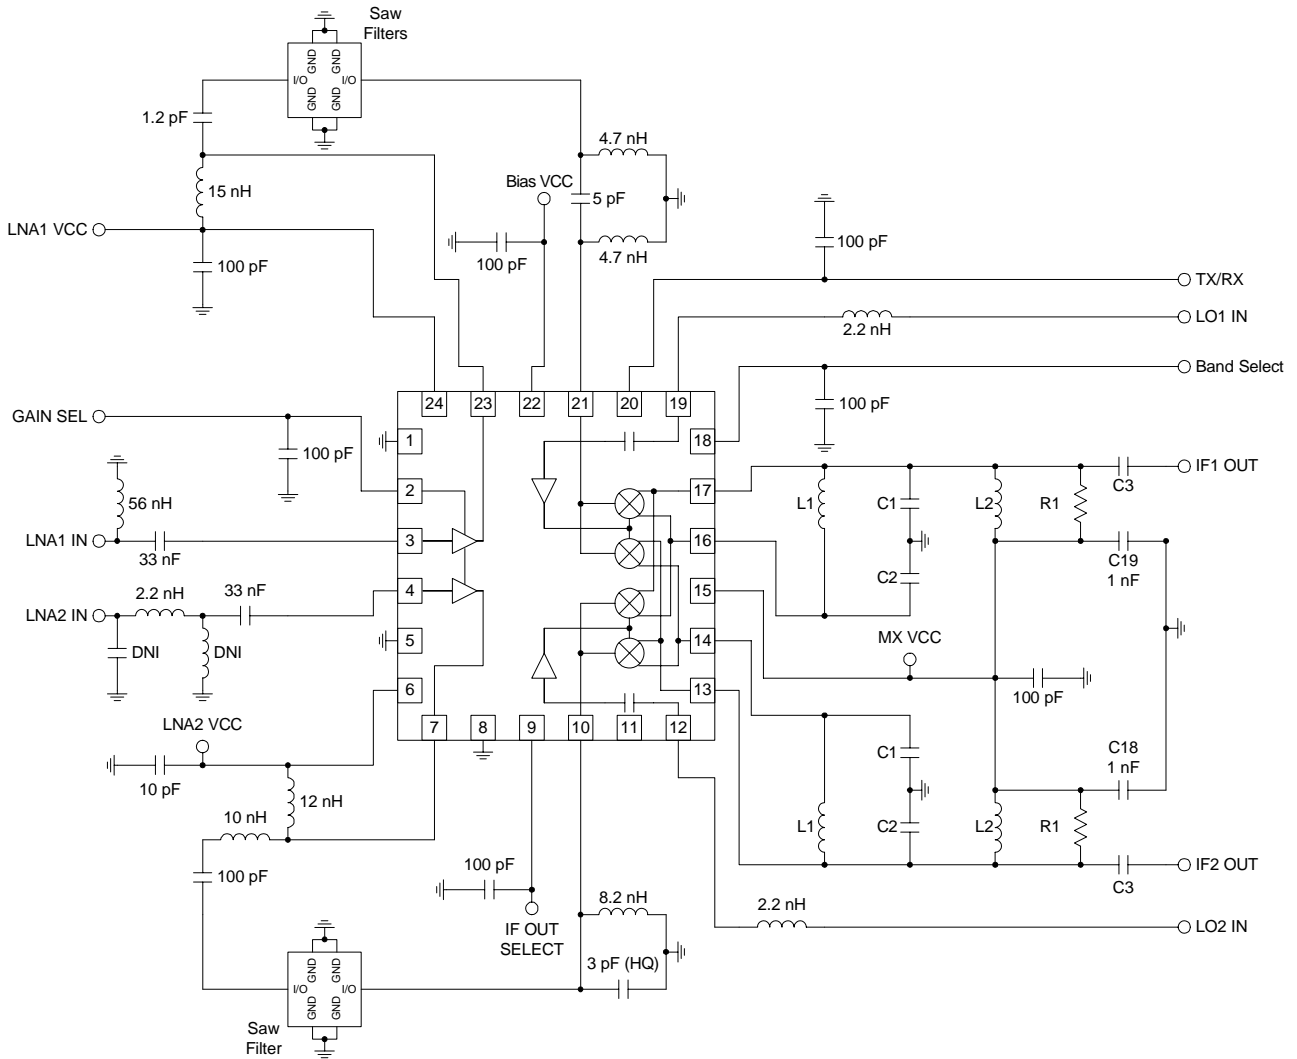 Saw
Filters
GND
GND
I/O
I/O
GND
GND
1.2 pF
4.7 nH
15 nH
Bias VCC
5 pF
LNA1 VCC
100 pF
100 pF
4.7 nH
100 pF
TX/RX
LO1 IN
2.2 nH
Band Select
100 pF
24
23
22
21
20
19
GAIN SEL
100 pF
1
18
2
17
IF1 OUT
C3
56 nH
L1
C1
L2
R1
LNA1 IN
33 nF
3
16
C19
1 nF
2.2 nH
33 nF
4
15
C2
LNA2 IN
DNI
DNI
5
14
MX VCC
6
13
100 pF
LNA2 VCC
7
8
9
10
11
12
10 pF
12 nH
C1
C18
1 nF
10 nH
L1
C2
L2
R1
100 pF
100 pF
IF2 OUT
C3
8.2 nH
2.2 nH
IF OUT
SELECT
LO2 IN
3 pF (HQ)
GND
GND
I/O
I/O
GND
GND
Saw
Filter